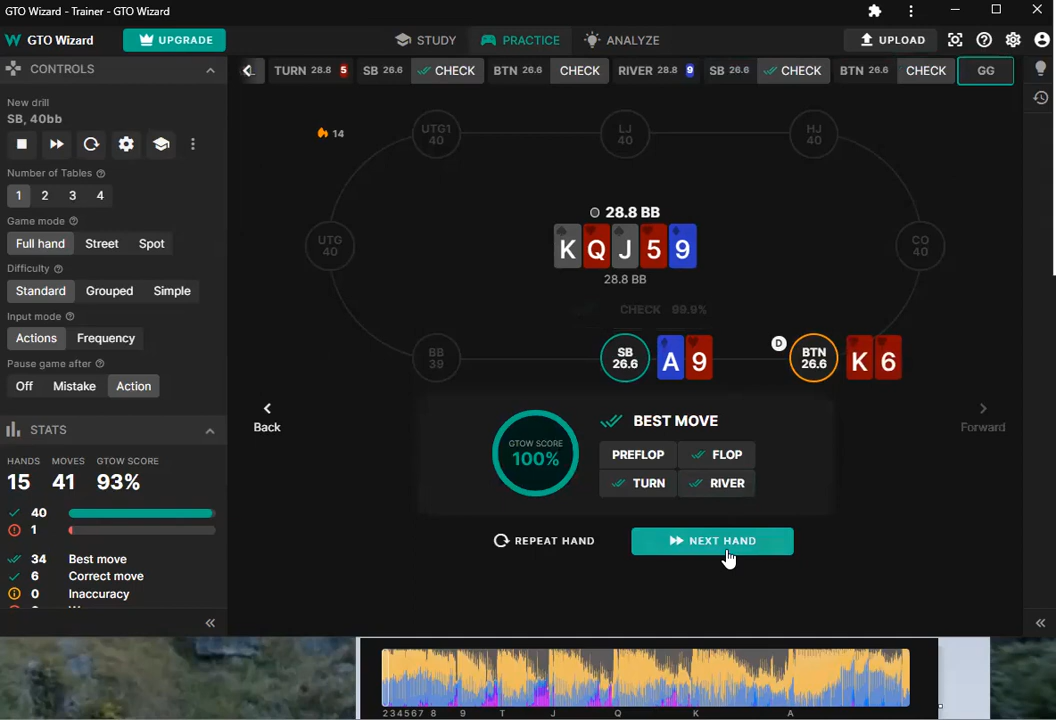 GTO Wizard - Trainer - GTO Wizard
GTO Wizard
UPGRADE
STUDY
PRACTICE
ANALYZE
UPLOAD
CONTROLS
TURN 28.8 5
SB 26.6
CHECK
BTN 26.6
CHECK
RIVER 28.8 9
SB 26.6
CHECK
BTN 26.6
CHECK
GG
New drill
SB, 40bb
Number of Tables
1 2 3 4
Game mode
Full hand Street Spot
Difficulty
Standard Grouped Simple
Input mode
Actions Frequency
Pause game after
Off Mistake Action
STATS
HANDS MOVES GTOW SCORE
15 41 93%
40
1
34 Best move
6 Correct move
0 Inaccuracy
14
UTG1
40
LJ
40
HJ
40
UTG
40
CO
40
28.8 BB
K Q J 5 9
28.8 BB
CHECK 99.9%
BB
39
SB
26.6
A 9
D
BTN
26.6
K 6
Back
Forward
GTOW SCORE
100%
BEST MOVE
PREFLOP
FLOP
TURN
RIVER
REPEAT HAND
NEXT HAND
2 3 4 5 6 7 8 9 T J Q K A